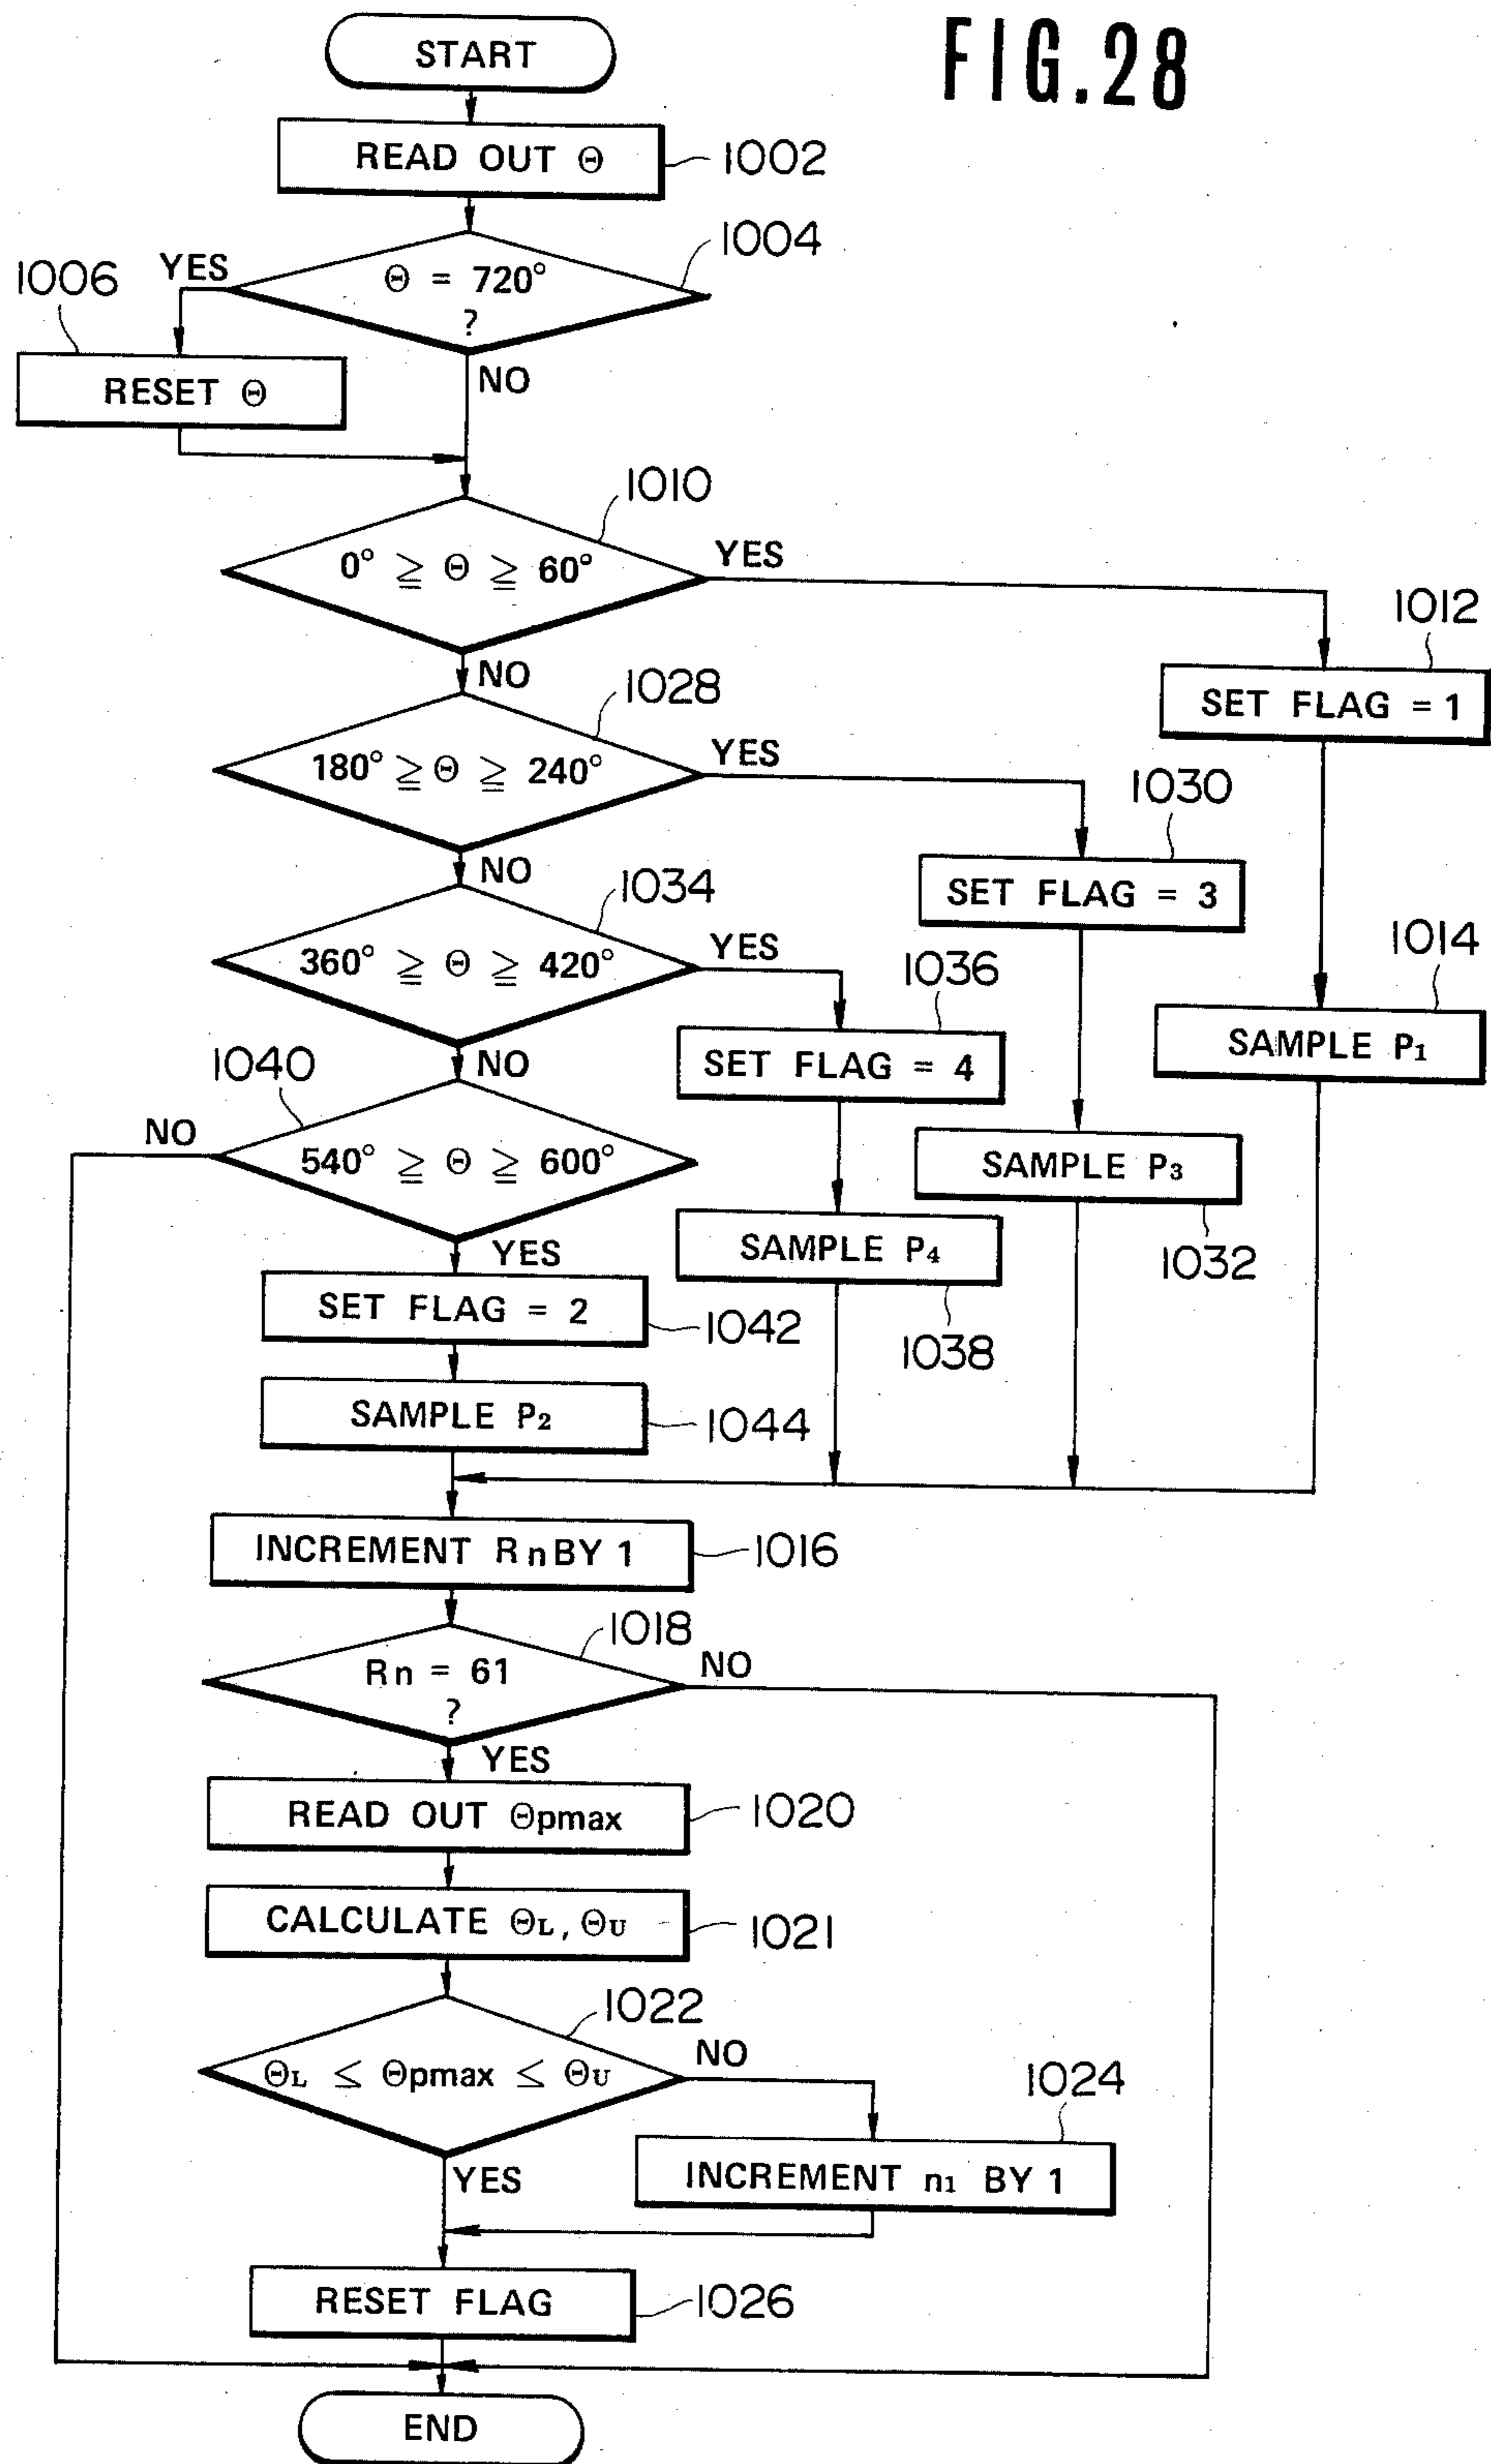 FIG.28
START
READ OUT Θ
1002
1004
Θ = 720°
?
YES
NO
1006
RESET Θ
1010
0° ≧ Θ ≧ 60°
YES
NO
1012
SET FLAG = 1
1028
180° ≧ Θ ≧ 240°
YES
NO
1030
SET FLAG = 3
1034
360° ≧ Θ ≧ 420°
YES
NO
1036
SET FLAG = 4
1014
SAMPLE P1
1040
540° ≧ Θ ≧ 600°
NO
YES
SAMPLE P3
1032
SAMPLE P4
1038
SET FLAG = 2
1042
SAMPLE P2
1044
INCREMENT Rn BY 1
1016
1018
Rn = 61
?
NO
YES
READ OUT Θpmax
1020
CALCULATE ΘL, ΘU
1021
1022
ΘL ≤ Θpmax ≤ ΘU
NO
YES
1024
INCREMENT n1 BY 1
RESET FLAG
1026
END